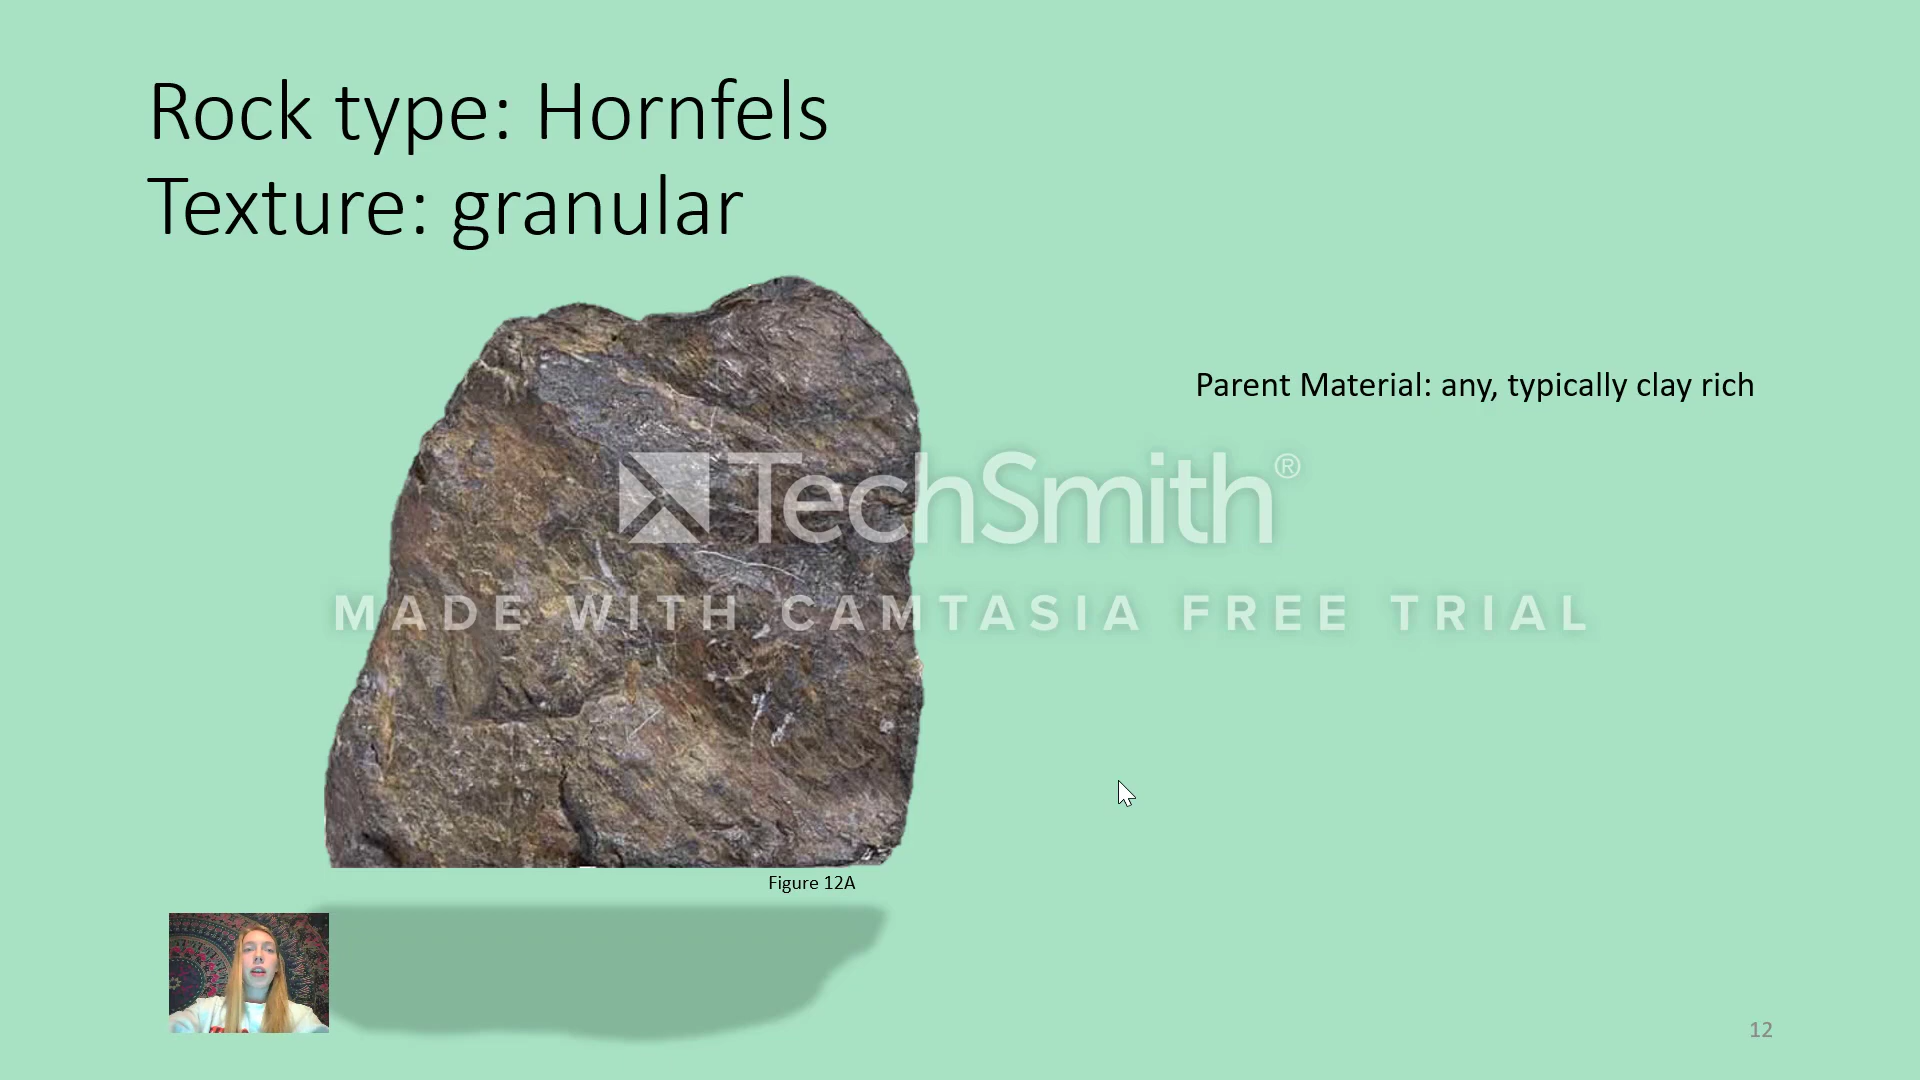 Rock type: Hornfels
Texture: granular
Parent Material: any, typically clay rich
TechSmith®
MADE WITH CAMTASIA FREE TRIAL
Figure 12A
12